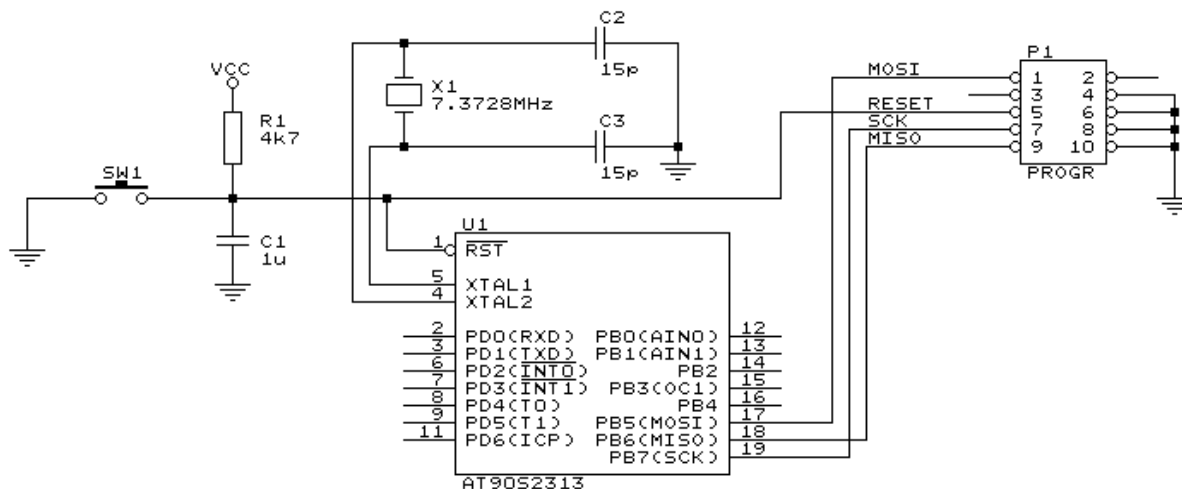 C2
15p
VCC
X1
7.3728MHz
R1
4k7
C3
15p
SW1
C1
1u
P1
MOSI
RESET
SCK
MISO
1 2
3 4
5 6
7 8
9 10
PROGR
U1
1 RST
5 XTAL1
4 XTAL2
2 PD0(RXD) PB0(AIN0) 12
3 PD1(TXD) PB1(AIN1) 13
6 PD2(INT0) PB2 14
7 PD3(INT1) PB3(OC1) 15
8 PD4(T0) PB4 16
9 PD5(T1) PB5(MOSI) 17
11 PD6(ICP) PB6(MISO) 18
PB7(SCK) 19
AT90S2313